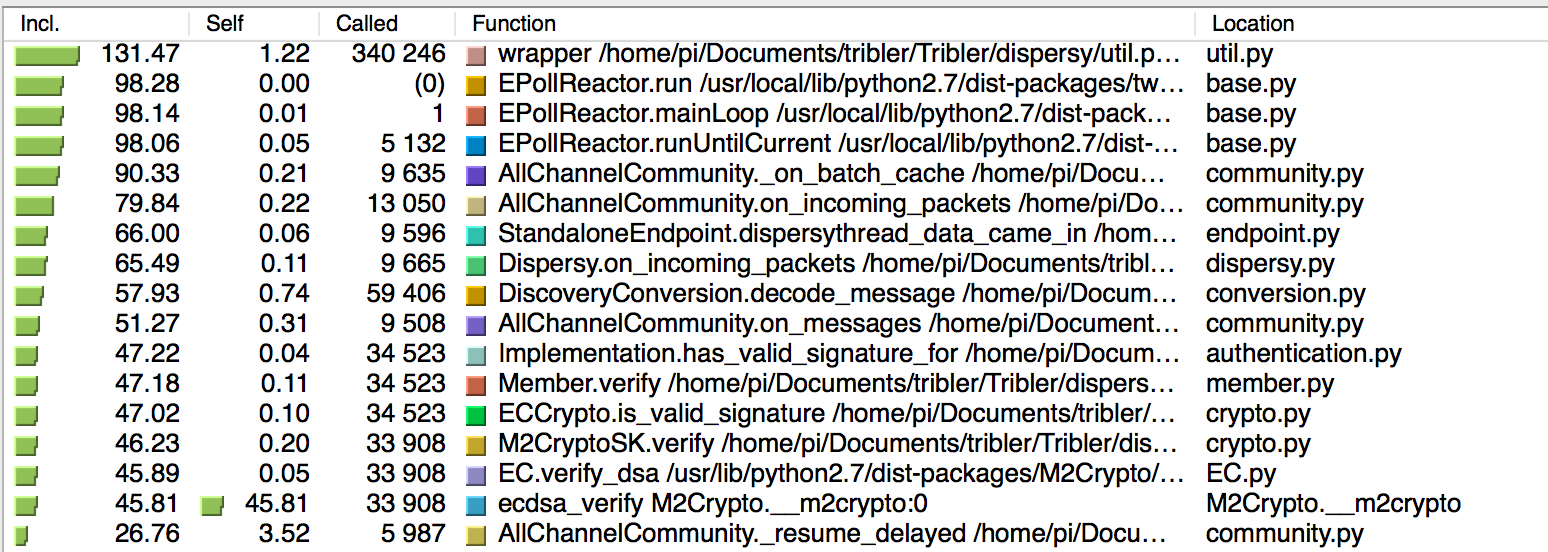 Incl. Self Called Function Location
131.47 1.22 340 246 wrapper /home/pi/Documents/tribler/Tribler/dispersy/util.p... util.py
98.28 0.00 (0) EPollReactor.run /usr/local/lib/python2.7/dist-packages/tw... base.py
98.14 0.01 1 EPollReactor.mainLoop /usr/local/lib/python2.7/dist-pack... base.py
98.06 0.05 5 132 EPollReactor.runUntilCurrent /usr/local/lib/python2.7/dist-... base.py
90.33 0.21 9 635 AllChannelCommunity._on_batch_cache /home/pi/Docu... community.py
79.84 0.22 13 050 AllChannelCommunity.on_incoming_packets /home/pi/Do... community.py
66.00 0.06 9 596 StandaloneEndpoint.dispersythread_data_came_in /hom... endpoint.py
65.49 0.11 9 665 Dispersy.on_incoming_packets /home/pi/Documents/tribl... dispersy.py
57.93 0.74 59 406 DiscoveryConversion.decode_message /home/pi/Docum... conversion.py
51.27 0.31 9 508 AllChannelCommunity.on_messages /home/pi/Document... community.py
47.22 0.04 34 523 Implementation.has_valid_signature_for /home/pi/Docum... authentication.py
47.18 0.11 34 523 Member.verify /home/pi/Documents/tribler/Tribler/dispers... member.py
47.02 0.10 34 523 ECCrypto.is_valid_signature /home/pi/Documents/tribler/... crypto.py
46.23 0.20 33 908 M2CryptoSK.verify /home/pi/Documents/tribler/Tribler/dis... crypto.py
45.89 0.05 33 908 EC.verify_dsa /usr/lib/python2.7/dist-packages/M2Crypto/... EC.py
45.81 45.81 33 908 ecdsa_verify M2Crypto.__m2crypto:0 M2Crypto.__m2crypto
26.76 3.52 5 987 AllChannelCommunity._resume_delayed /home/pi/Docu... community.py